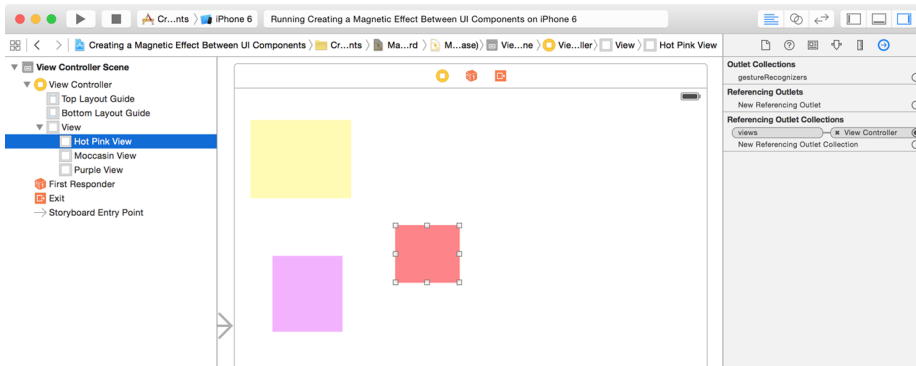 Cr...nts iPhone 6 Running Creating a Magnetic Effect Between UI Components on iPhone 6
Creating a Magnetic Effect Between UI Components Cr...nts Ma...rd M...ase) Vie...ne Vie...ller View Hot Pink View
View Controller Scene
View Controller
Top Layout Guide
Bottom Layout Guide
View
Hot Pink View
Moccasin View
Purple View
First Responder
Exit
Storyboard Entry Point
Outlet Collections
gestureRecognizers
Referencing Outlets
New Referencing Outlet
Referencing Outlet Collections
views View Controller
New Referencing Outlet Collection